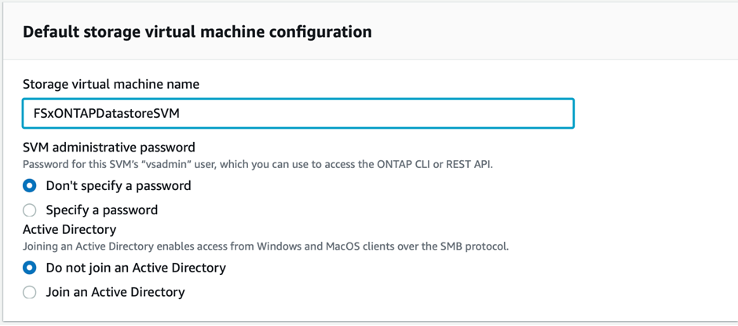 Default storage virtual machine configuration
Storage virtual machine name
FSxONTAPDatastoreSVM
SVM administrative password
Password for this SVM's "vsadmin" user, which you can use to access the ONTAP CLI or REST API.
Don't specify a password
Specify a password
Active Directory
Joining an Active Directory enables access from Windows and MacOS clients over the SMB protocol.
Do not join an Active Directory
Join an Active Directory